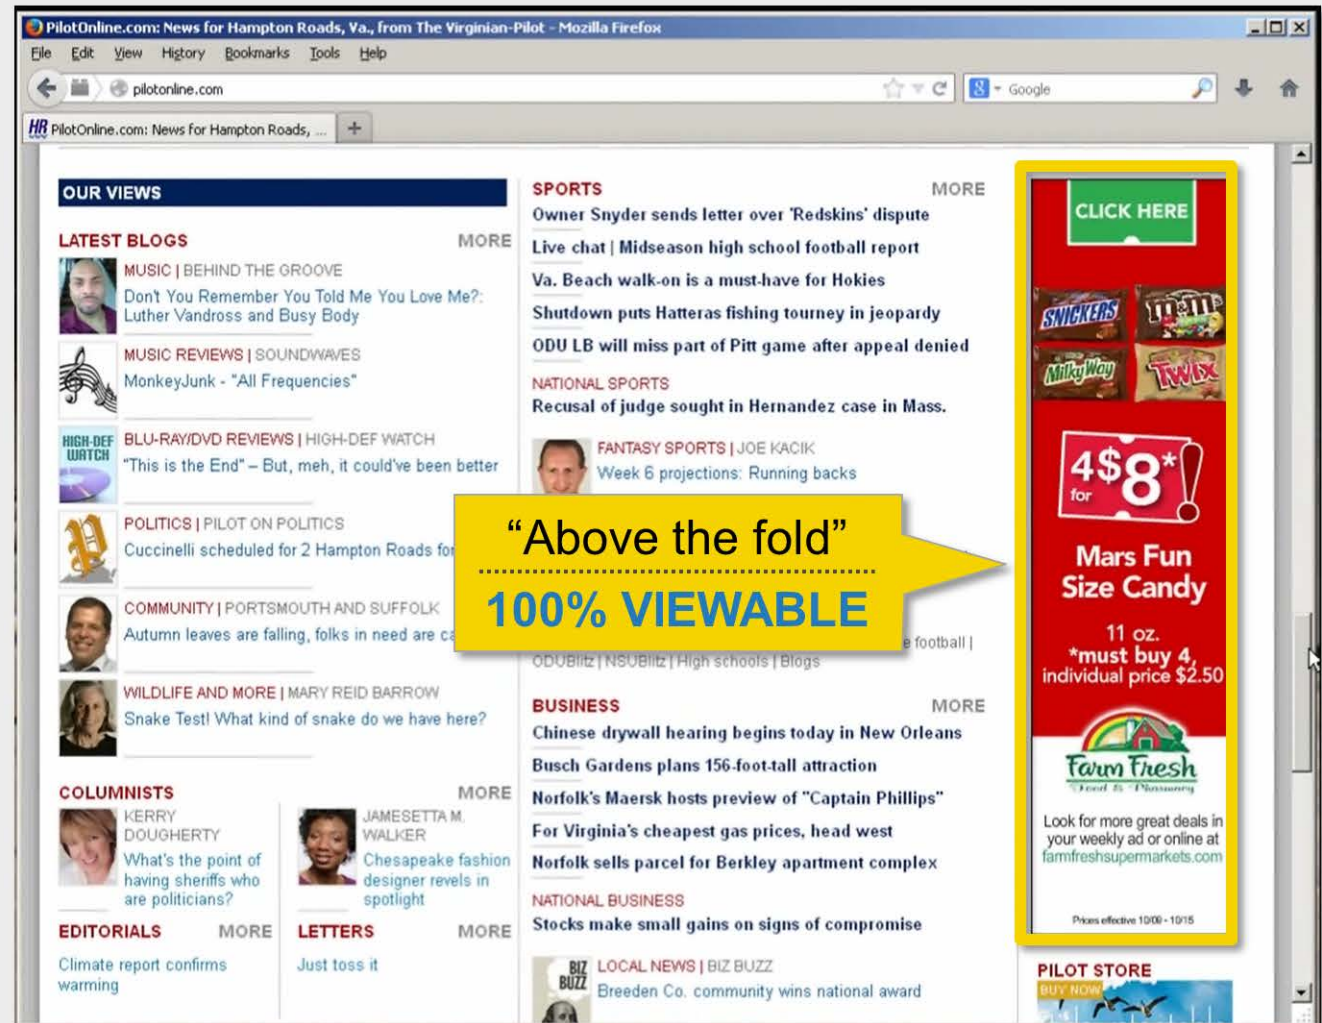 PilotOnline.com: News for Hampton Roads, Va., from The Virginian-Pilot - Mozilla Firefox
File Edit View History Bookmarks Tools Help
pilotonline.com
Google
HR PilotOnline.com: News for Hampton Roads, ...
OUR VIEWS
LATEST BLOGS MORE
MUSIC | BEHIND THE GROOVE
Don't You Remember You Told Me You Love Me?:
Luther Vandross and Busy Body
MUSIC REVIEWS | SOUNDWAVES
MonkeyJunk - "All Frequencies"
HIGH-DEF
WATCH
BLU-RAY/DVD REVIEWS | HIGH-DEF WATCH
"This is the End" – But, meh, it could've been better
POLITICS | PILOT ON POLITICS
Cuccinelli scheduled for 2 Hampton Roads
COMMUNITY | PORTSMOUTH AND SUFFOLK
Autumn leaves are falling, folks in need are
WILDLIFE AND MORE | MARY REID BARROW
Snake Test! What kind of snake do we have here?
COLUMNISTS MORE
KERRY
DOUGHERTY
What's the point of
having sheriffs who
are politicians?
JAMESETTA M.
WALKER
Chesapeake fashion
designer revels in
spotlight
EDITORIALS MORE
Climate report confirms
warming
LETTERS MORE
Just toss it
SPORTS MORE
Owner Snyder sends letter over 'Redskins' dispute
Live chat | Midseason high school football report
Va. Beach walk-on is a must-have for Hokies
Shutdown puts Hatteras fishing tourney in jeopardy
ODU LB will miss part of Pitt game after appeal denied
NATIONAL SPORTS
Recusal of judge sought in Hernandez case in Mass.
FANTASY SPORTS | JOE KACIK
Week 6 projections: Running backs
“Above the fold”
100% VIEWABLE
football |
ODUBlitz | NSUBlitz | High schools | Blogs
BUSINESS MORE
Chinese drywall hearing begins today in New Orleans
Busch Gardens plans 156-foot-tall attraction
Norfolk's Maersk hosts preview of "Captain Phillips"
For Virginia's cheapest gas prices, head west
Norfolk sells parcel for Berkley apartment complex
NATIONAL BUSINESS
Stocks make small gains on signs of compromise
BIZ
BUZZ
LOCAL NEWS | BIZ BUZZ
Breeden Co. community wins national award
CLICK HERE
SNICKERS
m&m's
MilkyWay
TWIX
4 for $8*!
Mars Fun
Size Candy
11 oz.
*must buy 4,
individual price $2.50
Farm Fresh
Food & Pharmacy
Look for more great deals in
your weekly ad or online at
farmfreshsupermarkets.com
Prices effective 10/09 - 10/15
PILOT STORE
BUY NOW